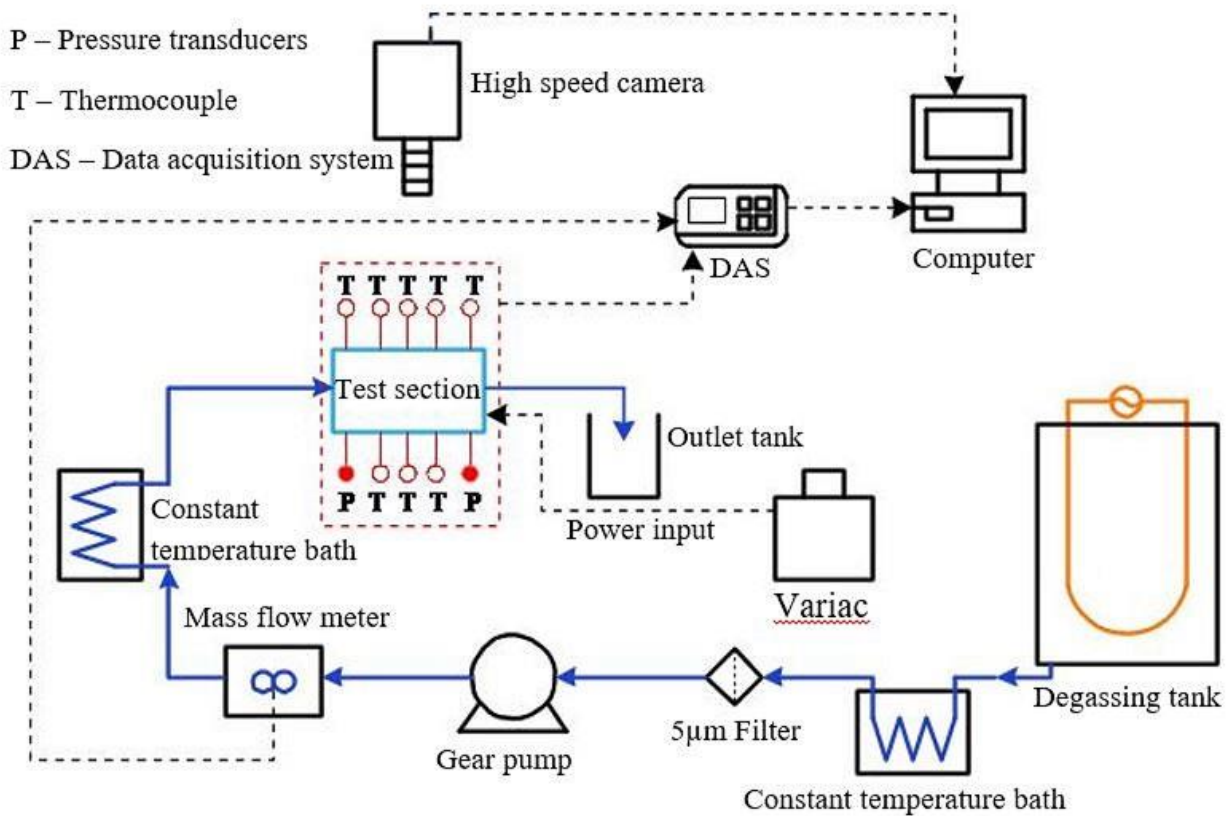 P – Pressure transducers
T – Thermocouple
DAS – Data acquisition system
High speed camera
Computer
DAS
T T T T T
Test section
P T T T P
Outlet tank
Power input
Variac
Constant
temperature bath
Mass flow meter
Gear pump
5µm Filter
Constant temperature bath
Degassing tank